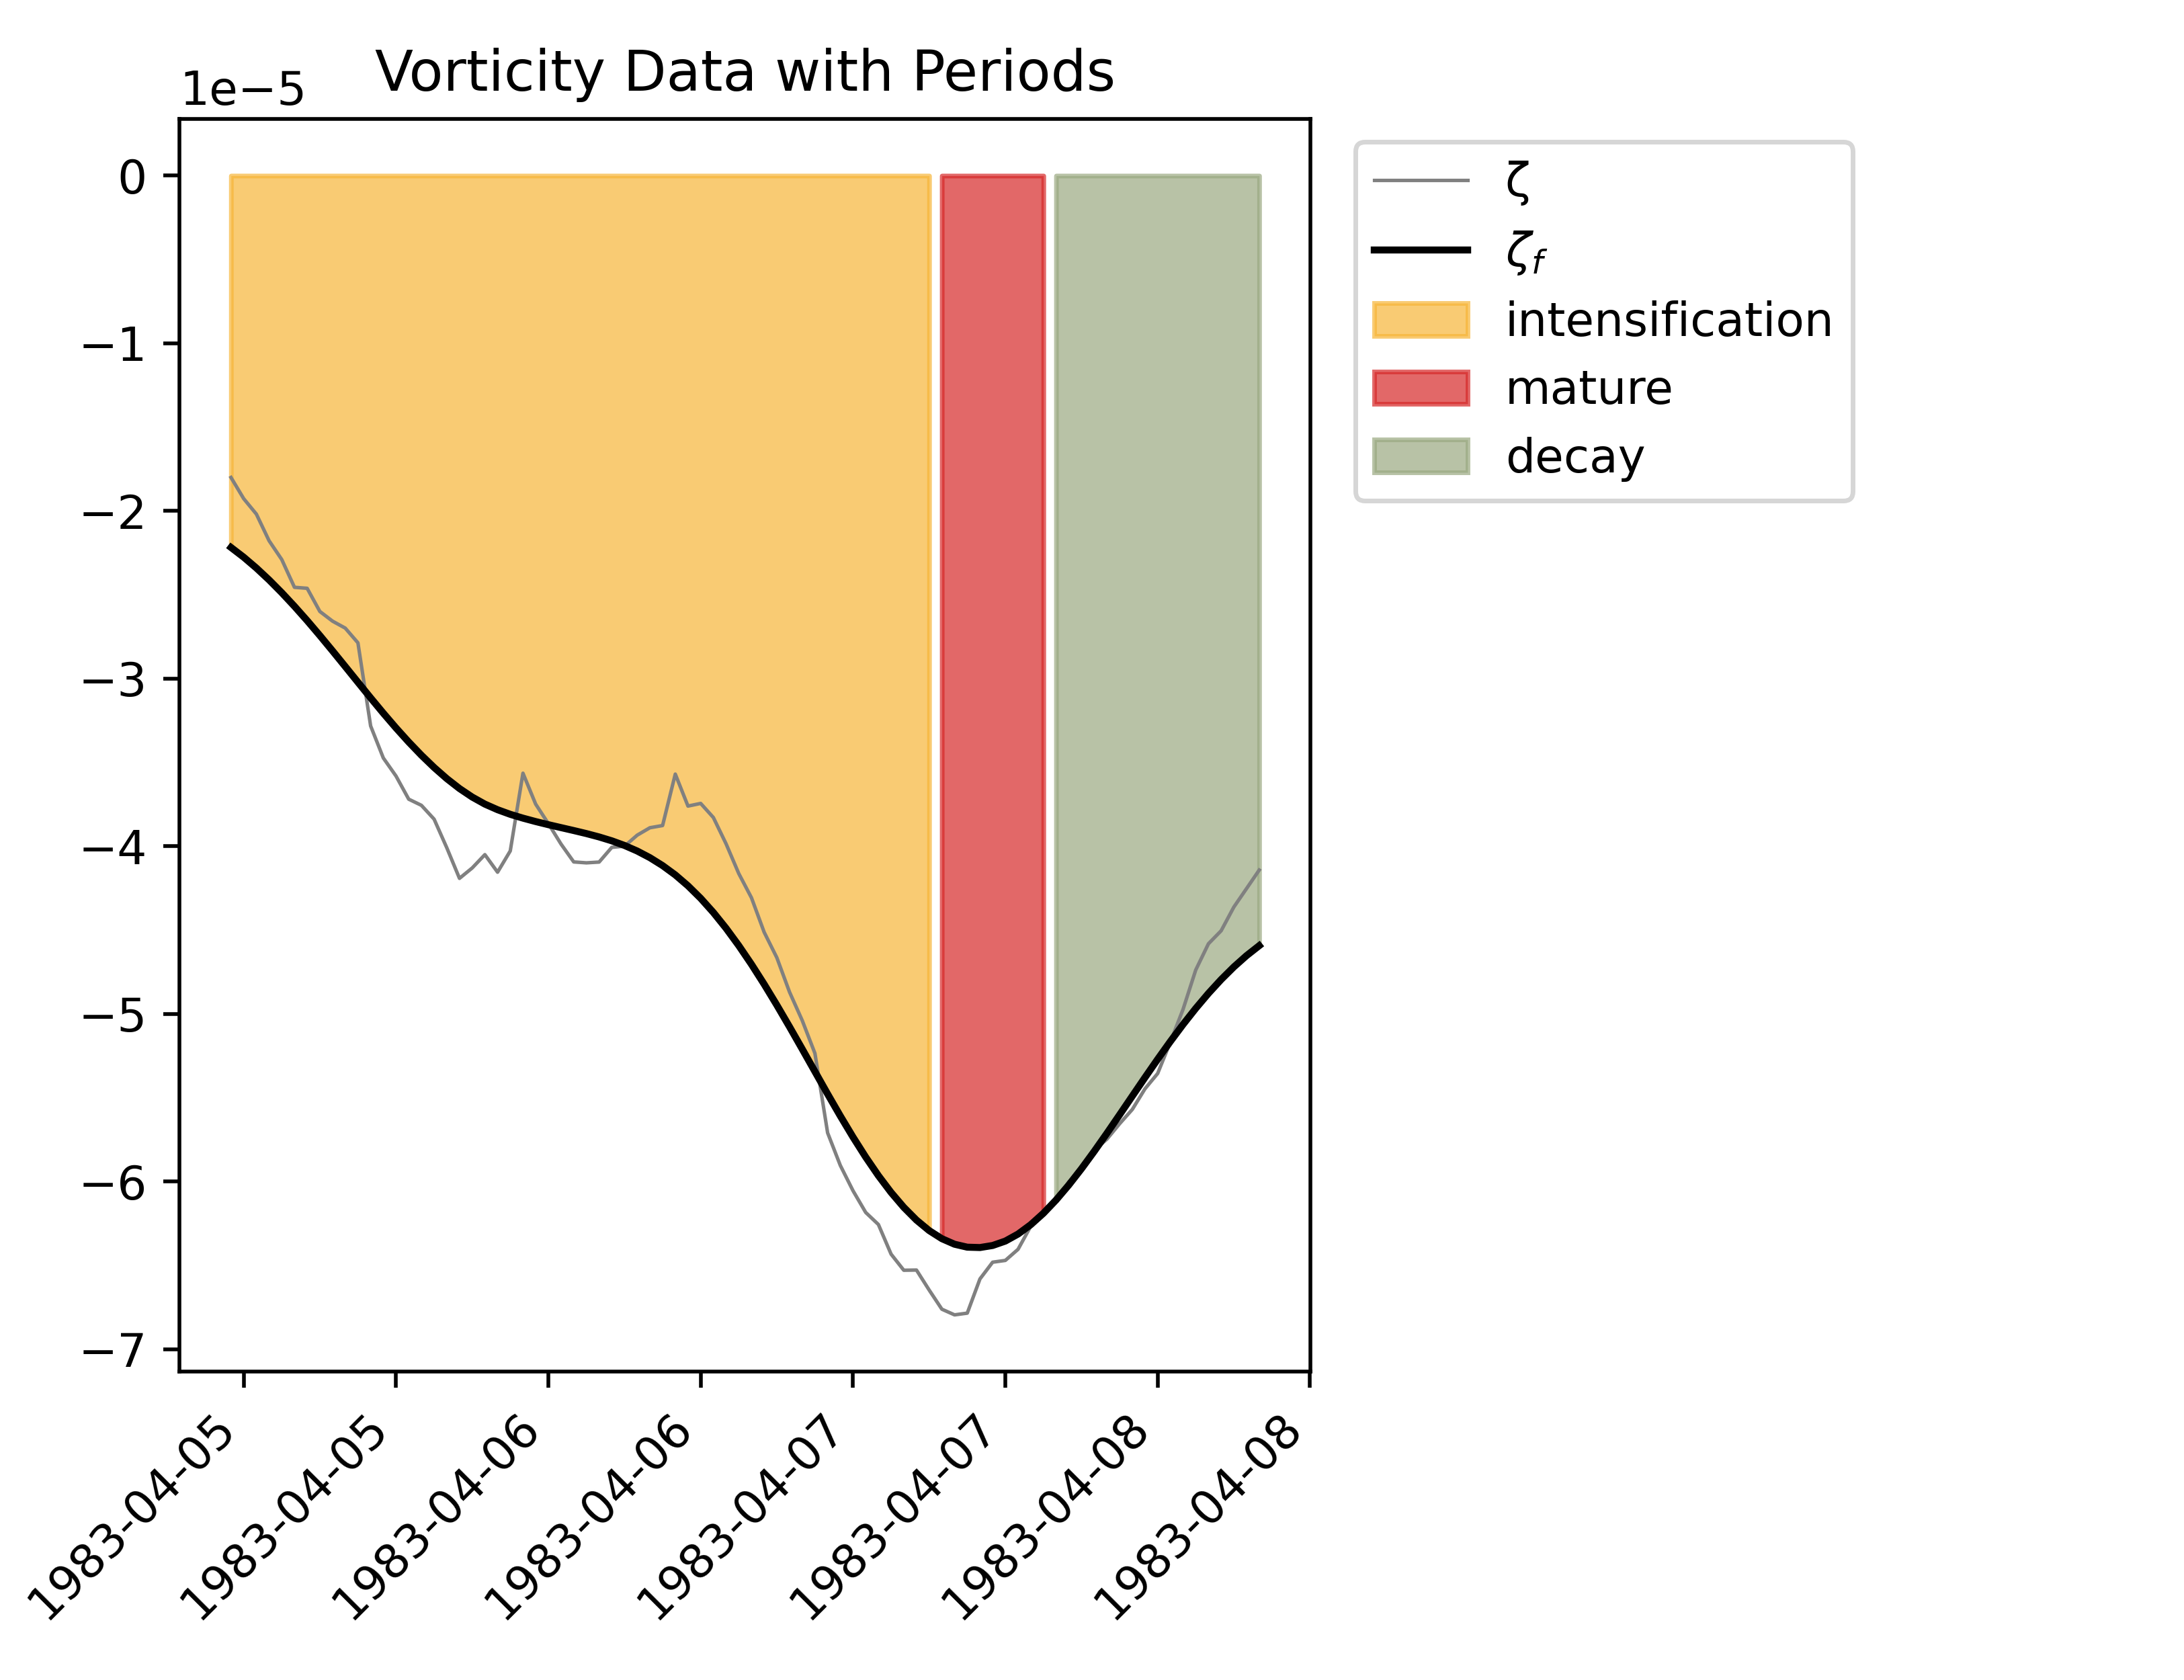 Vorticity Data with Periods
1e−5
0
−1
−2
−3
−4
−5
−6
−7
1983-04-05
1983-04-05
1983-04-06
1983-04-06
1983-04-07
1983-04-07
1983-04-08
1983-04-08
ζ
ζf
intensification
mature
decay